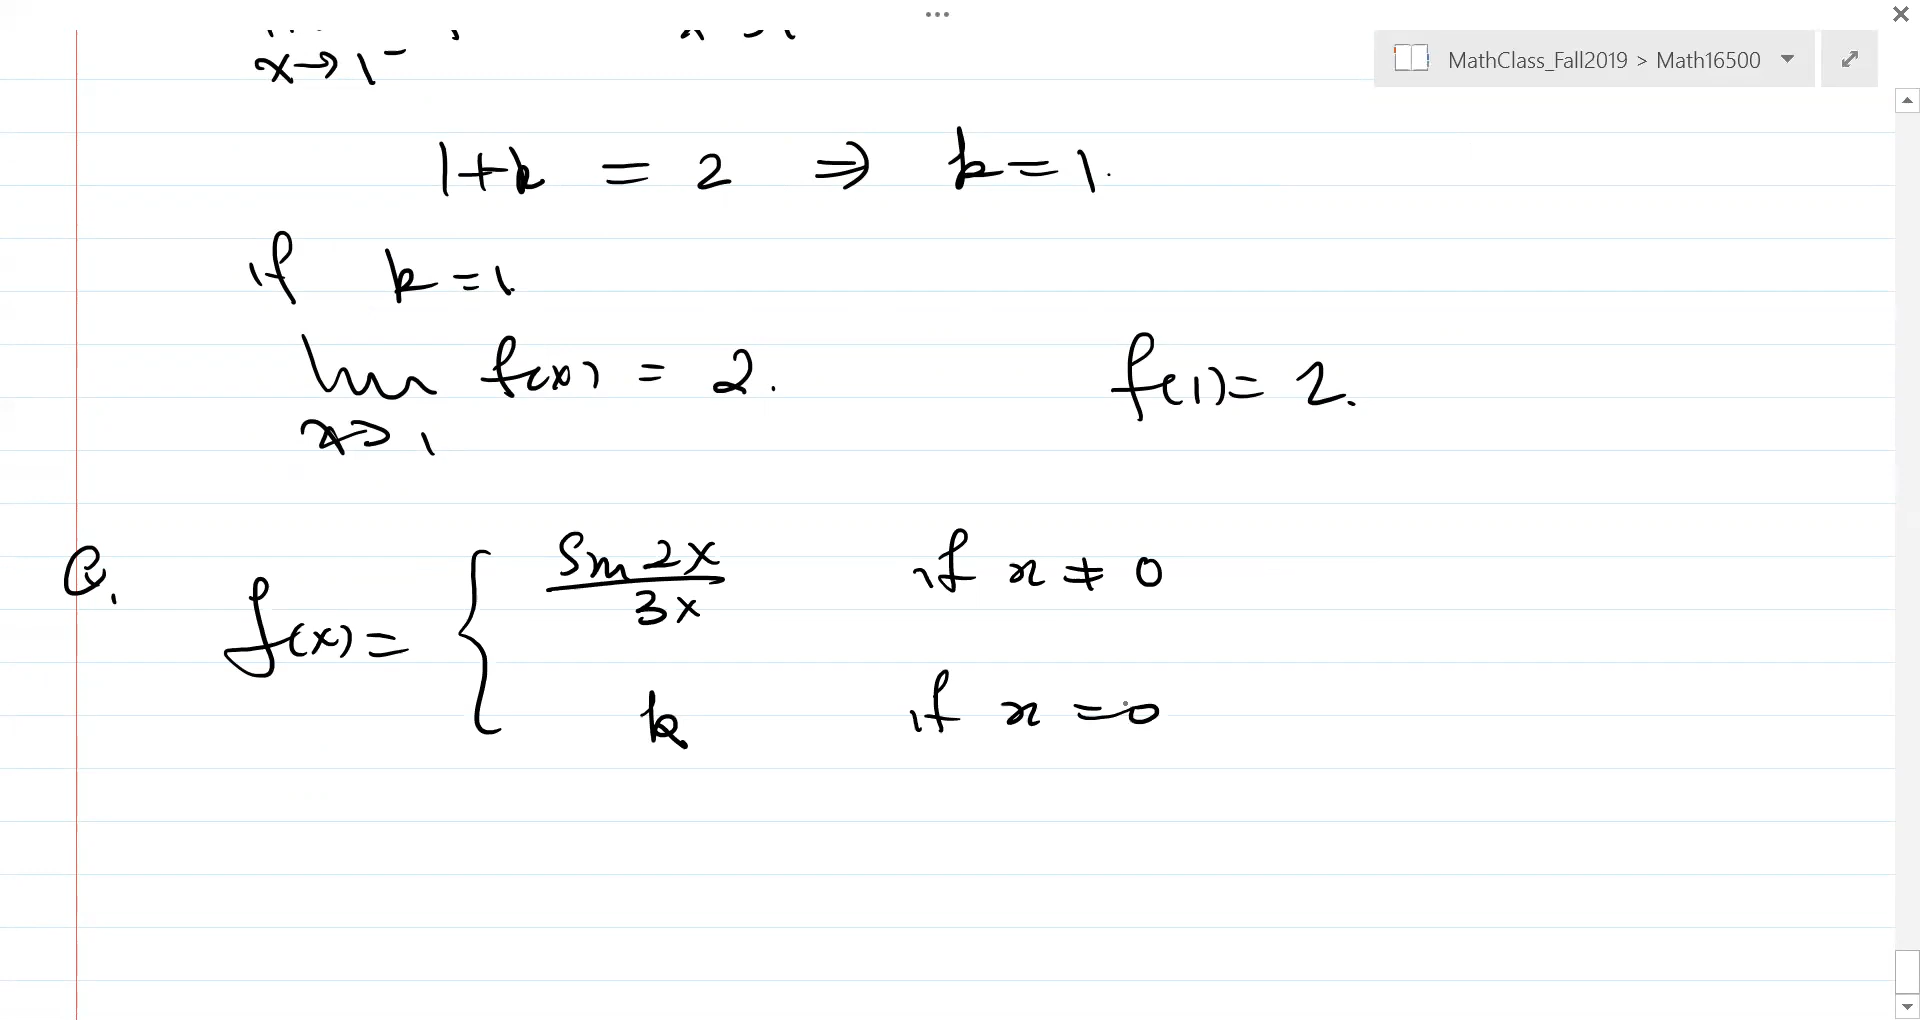 MathClass_Fall2019 > Math16500
x→1⁻
1+k = 2 ⇒ k=1.
if k=1.
lim f(x) = 2. f(1)=2.
x→1
Q. f(x)= { sin 2x / 3x if x ≠ 0
k if x =0